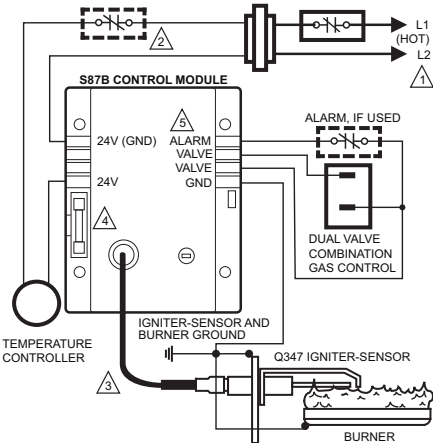 L1
(HOT)
L2
2
1
S87B CONTROL MODULE
5
ALARM, IF USED
24V (GND)
ALARM
VALVE
VALVE
24V
GND
4
DUAL VALVE
COMBINATION
GAS CONTROL
IGNITER-SENSOR AND
BURNER GROUND
TEMPERATURE
CONTROLLER
Q347 IGNITER-SENSOR
3
BURNER